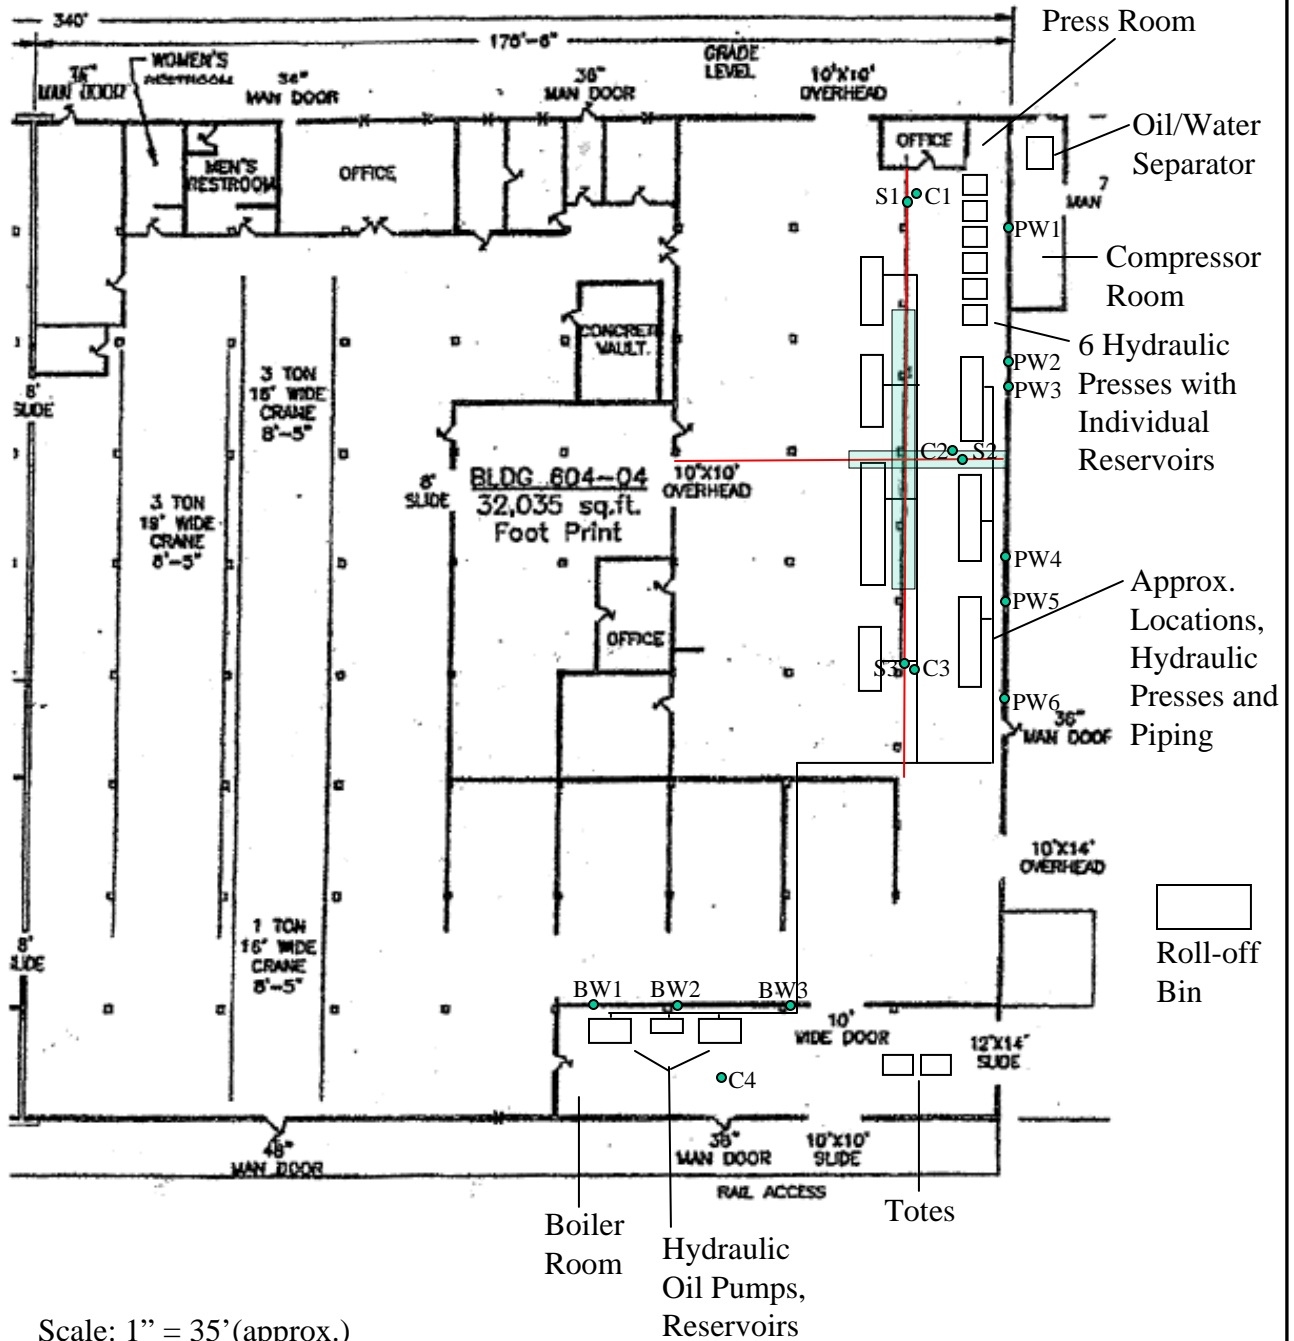 340'
Press Room
176'-6"
WOMEN'S
RESTROOM
36"
MAN DOOR
34"
MAN DOOR
36"
MAN DOOR
GRADE
LEVEL
10'X10'
OVERHEAD
Oil/Water
Separator
OFFICE
MEN'S
RESTROOM
OFFICE
7
MAN
S1
C1
PW1
Compressor
Room
CONCRETE
VAULT.
6 Hydraulic
Presses with
Individual
Reservoirs
PW2
PW3
8'
SLIDE
3 TON
16' WIDE
CRANE
8'-5"
C2
S2
BLDG 604-04
32,035 sq.ft.
Foot Print
8'
SLIDE
10'X10'
OVERHEAD
3 TON
19' WIDE
CRANE
8'-5"
PW4
PW5
Approx.
Locations,
Hydraulic
Presses and
Piping
OFFICE
S3
C3
PW6
36"
MAN DOOR
10'X14'
OVERHEAD
Roll-off
Bin
1 TON
16' WIDE
CRANE
8'-5"
8'
SLIDE
BW1
BW2
BW3
10'
WIDE DOOR
12'X14'
SLIDE
C4
48"
MAN DOOR
36"
MAN DOOR
10'X10'
SLIDE
RAIL ACCESS
Totes
Boiler
Room
Hydraulic
Oil Pumps,
Reservoirs
Scale: 1” = 35’(approx.)